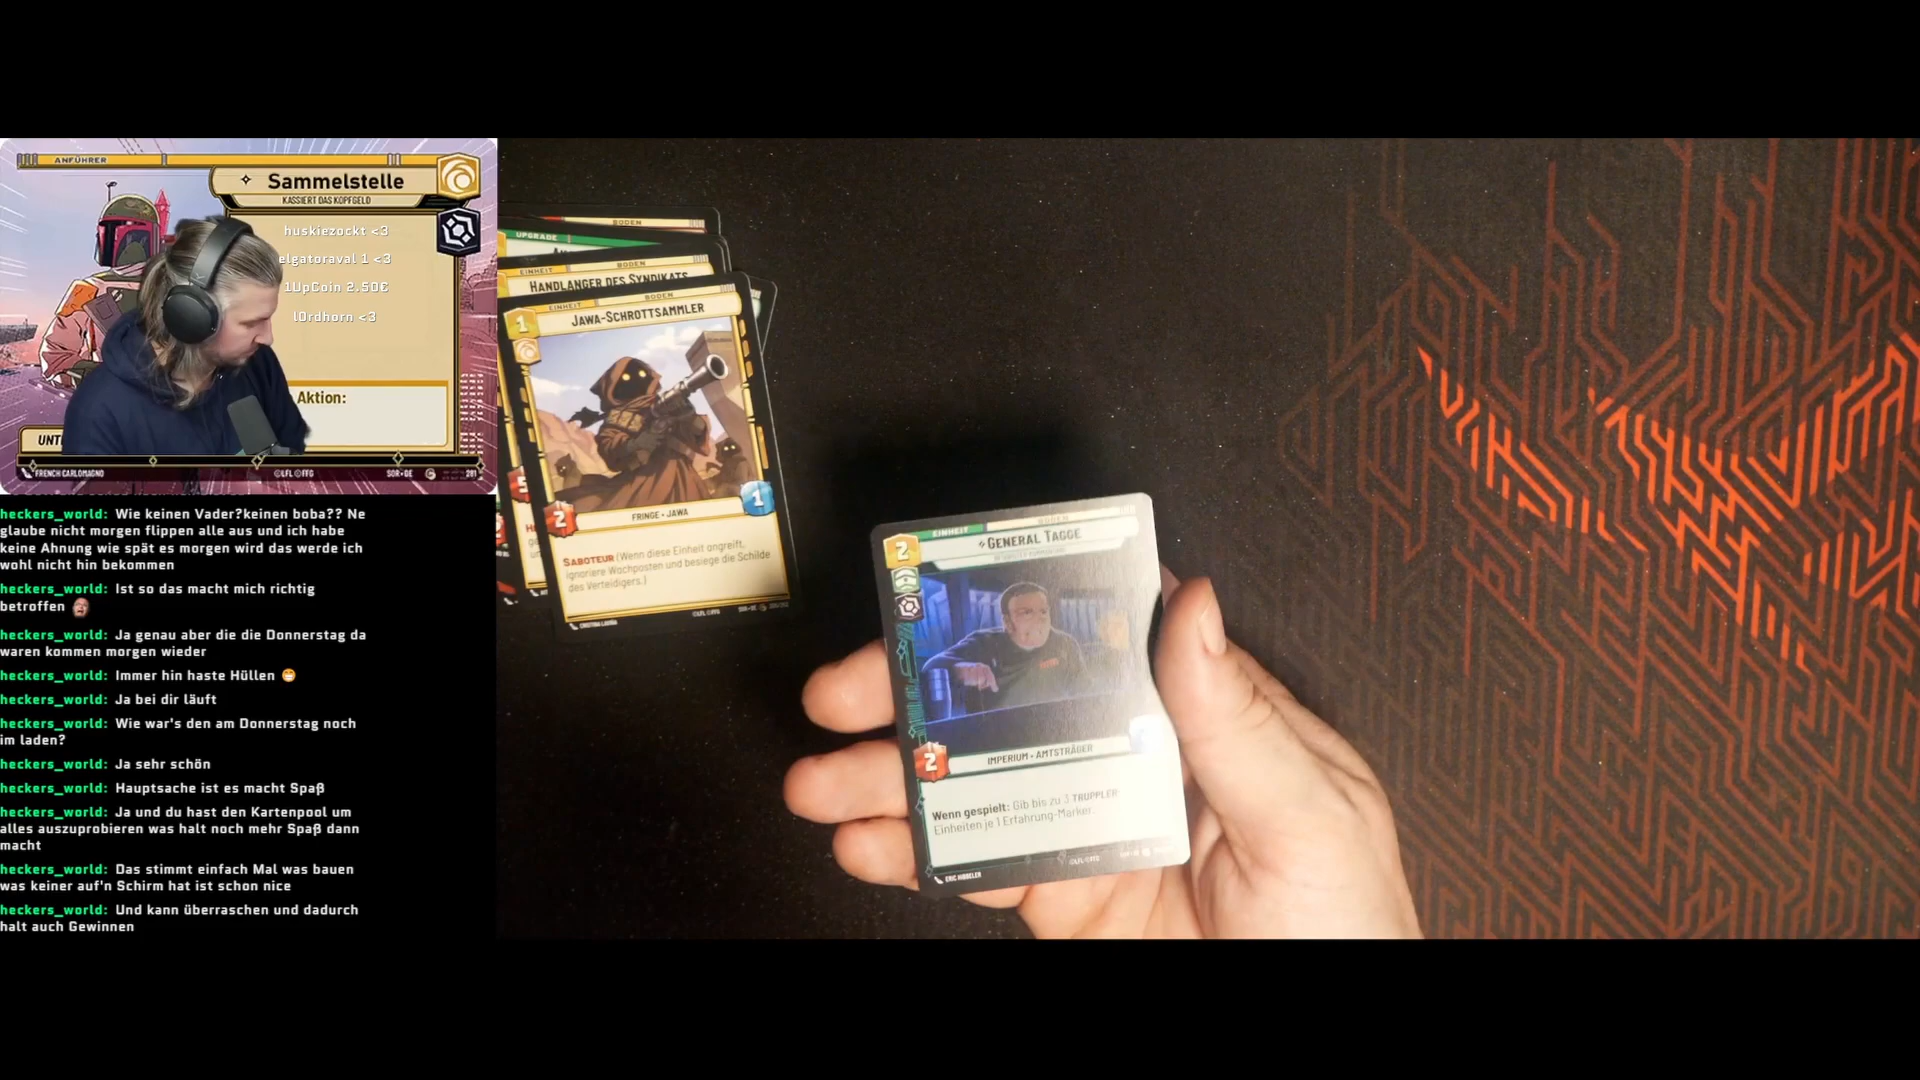 ANFÜHRER
Sammelstelle
KASSIERT DAS KOPFGELD
huskiezockt <3
elgatoraval 1 <3
1UpCoin 2.50€
l0rdhorn <3
Aktion:
FRENCH CARLOMAGNO
©LFL ©FFG
SOR•DE
281
heckers_world: Wie keinen Vader?keinen boba?? Ne
glaube nicht morgen flippen alle aus und ich habe
keine Ahnung wie spät es morgen wird das werde ich
wohl nicht hin bekommen
heckers_world: Ist so das macht mich richtig
betroffen
heckers_world: Ja genau aber die die Donnerstag da
waren kommen morgen wieder
heckers_world: Immer hin haste Hüllen
heckers_world: Ja bei dir läuft
heckers_world: Wie war's den am Donnerstag noch
im laden?
heckers_world: Ja sehr schön
heckers_world: Hauptsache ist es macht Spaß
heckers_world: Ja und du hast den Kartenpool um
alles auszuprobieren was halt noch mehr Spaß dann
macht
heckers_world: Das stimmt einfach Mal was bauen
was keiner auf'n Schirm hat ist schon nice
heckers_world: Und kann überraschen und dadurch
halt auch Gewinnen
BODEN
UPGRADE
EINHEIT BODEN
HANDLANGER DES SYNDIKATS
EINHEIT BODEN
1
JAWA-SCHROTTSAMMLER
2
1
FRINGE • JAWA
SABOTEUR (Wenn diese Einheit angreift,
ignoriere Wachposten und besiege die Schilde
des Verteidigers.)
EINHEIT BODEN
2
GENERAL TAGGE
2
IMPERIUM • AMTSTRÄGER
Wenn gespielt: Gib bis zu 3 TRUPPLER-
Einheiten je 1 Erfahrung-Marker.
ERIC HIBBELER